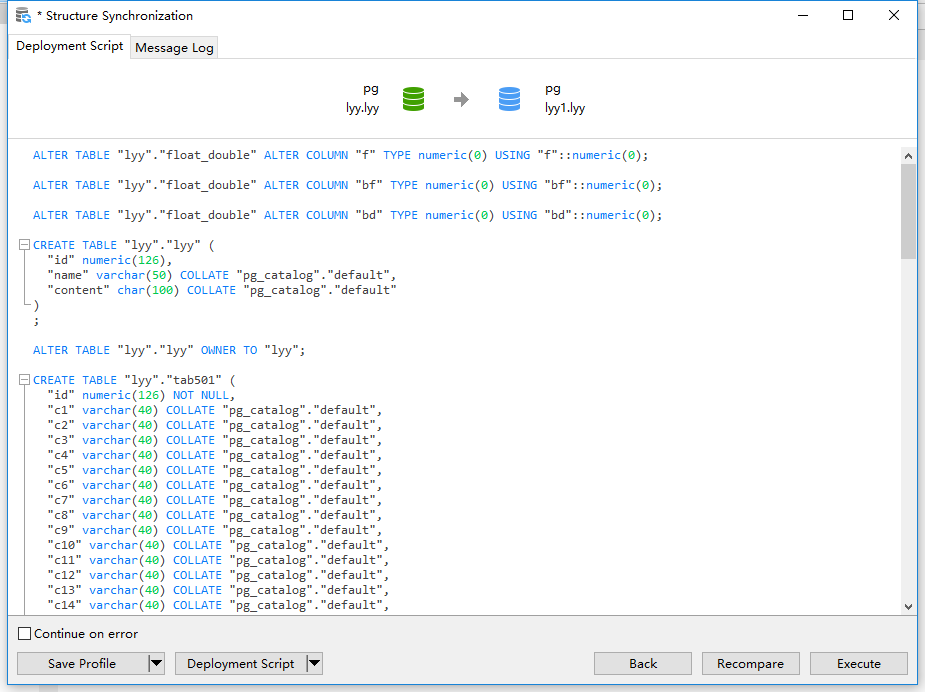 * Structure Synchronization
Deployment Script
Message Log
pg
lyy.lyy
pg
lyy1.lyy
ALTER TABLE "lyy"."float_double" ALTER COLUMN "f" TYPE numeric(0) USING "f"::numeric(0);
ALTER TABLE "lyy"."float_double" ALTER COLUMN "bf" TYPE numeric(0) USING "bf"::numeric(0);
ALTER TABLE "lyy"."float_double" ALTER COLUMN "bd" TYPE numeric(0) USING "bd"::numeric(0);
CREATE TABLE "lyy"."lyy" (
"id" numeric(126),
"name" varchar(50) COLLATE "pg_catalog"."default",
"content" char(100) COLLATE "pg_catalog"."default"
)
;
ALTER TABLE "lyy"."lyy" OWNER TO "lyy";
CREATE TABLE "lyy"."tab501" (
"id" numeric(126) NOT NULL,
"c1" varchar(40) COLLATE "pg_catalog"."default",
"c2" varchar(40) COLLATE "pg_catalog"."default",
"c3" varchar(40) COLLATE "pg_catalog"."default",
"c4" varchar(40) COLLATE "pg_catalog"."default",
"c5" varchar(40) COLLATE "pg_catalog"."default",
"c6" varchar(40) COLLATE "pg_catalog"."default",
"c7" varchar(40) COLLATE "pg_catalog"."default",
"c8" varchar(40) COLLATE "pg_catalog"."default",
"c9" varchar(40) COLLATE "pg_catalog"."default",
"c10" varchar(40) COLLATE "pg_catalog"."default",
"c11" varchar(40) COLLATE "pg_catalog"."default",
"c12" varchar(40) COLLATE "pg_catalog"."default",
"c13" varchar(40) COLLATE "pg_catalog"."default",
"c14" varchar(40) COLLATE "pg_catalog"."default",
Continue on error
Save Profile
Deployment Script
Back
Recompare
Execute